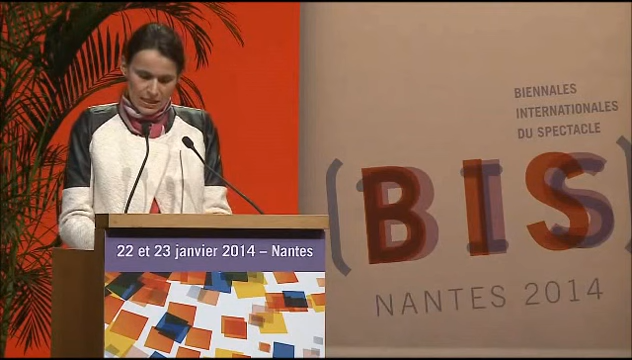 BIENNALES
INTERNATIONALES
DU SPECTACLE
(BIS)
NANTES 2014
22 et 23 janvier 2014 – Nantes